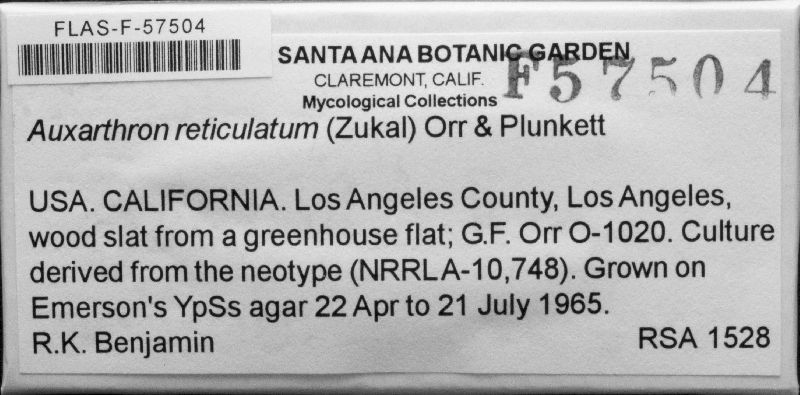 FLAS-F-57504
SANTA ANA BOTANIC GARDEN
F57504
CLAREMONT, CALIF.
Mycological Collections
Auxarthron reticulatum (Zukal) Orr & Plunkett
USA. CALIFORNIA. Los Angeles County, Los Angeles,
wood slat from a greenhouse flat; G.F. Orr O-1020. Culture
derived from the neotype (NRRL A-10,748). Grown on
Emerson's YpSs agar 22 Apr to 21 July 1965.
R.K. Benjamin RSA 1528